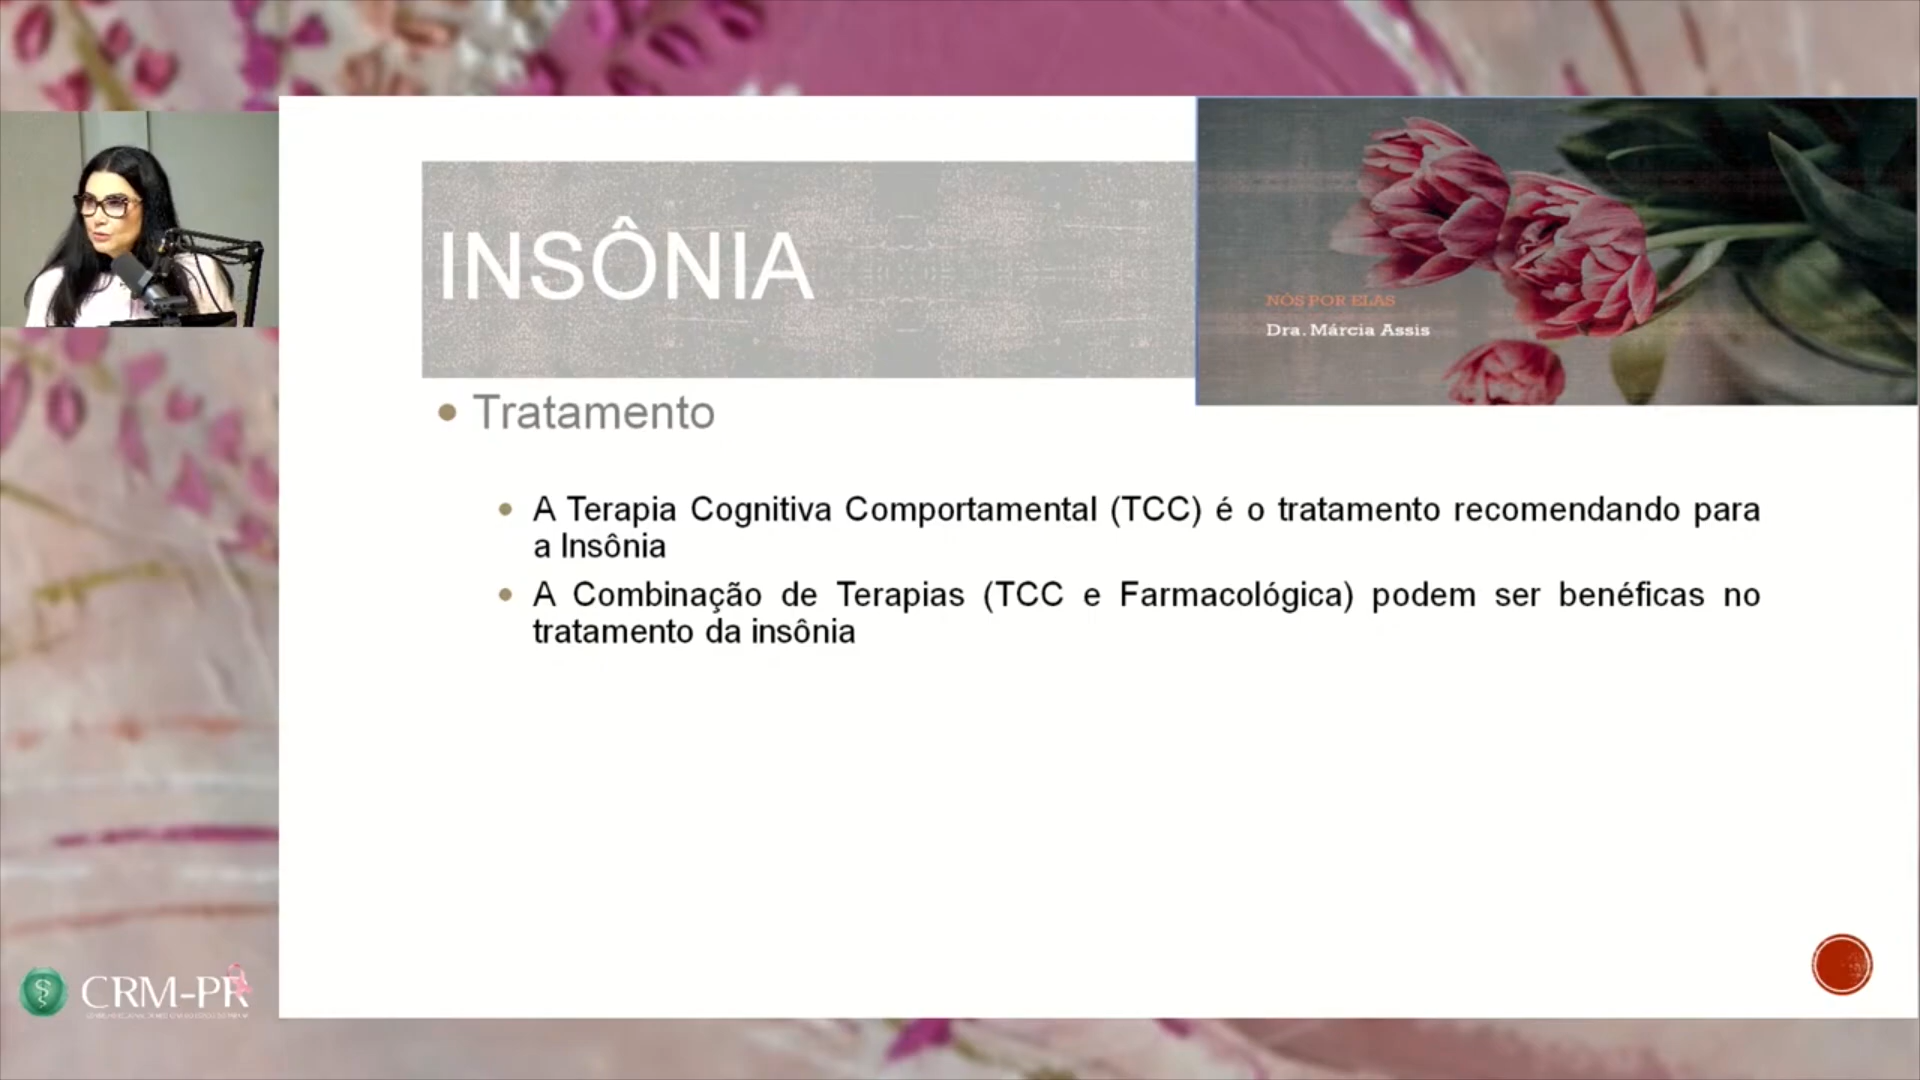 INSÔNIA
NÓS POR ELAS
Dra. Márcia Assis
Tratamento
A Terapia Cognitiva Comportamental (TCC) é o tratamento recomendando para
a Insônia
A Combinação de Terapias (TCC e Farmacológica) podem ser benéficas no
tratamento da insônia
CRM-PR